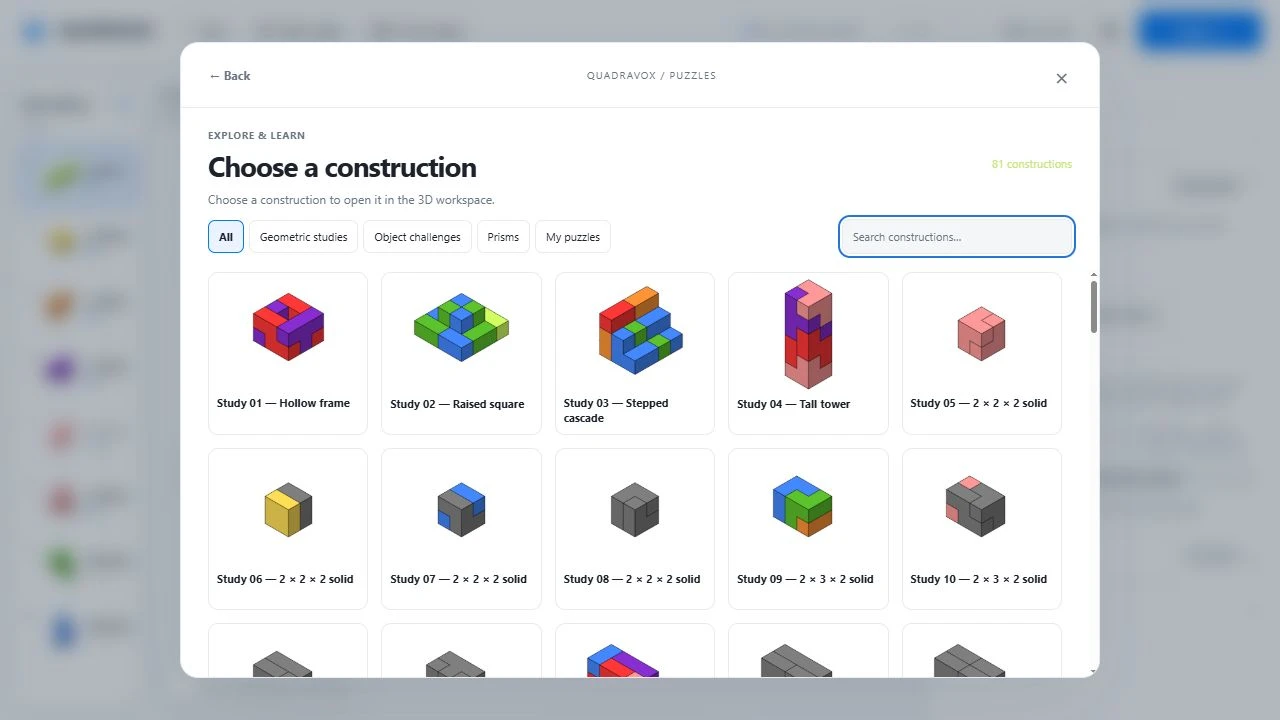 ← Back
QUADRAVOX / PUZZLES
EXPLORE & LEARN
Choose a construction
81 constructions
Choose a construction to open it in the 3D workspace.
All
Geometric studies
Object challenges
Prisms
My puzzles
Search constructions...
Study 01 — Hollow frame
Study 02 — Raised square
Study 03 — Stepped
cascade
Study 04 — Tall tower
Study 05 — 2 × 2 × 2 solid
Study 06 — 2 × 2 × 2 solid
Study 07 — 2 × 2 × 2 solid
Study 08 — 2 × 2 × 2 solid
Study 09 — 2 × 3 × 2 solid
Study 10 — 2 × 3 × 2 solid